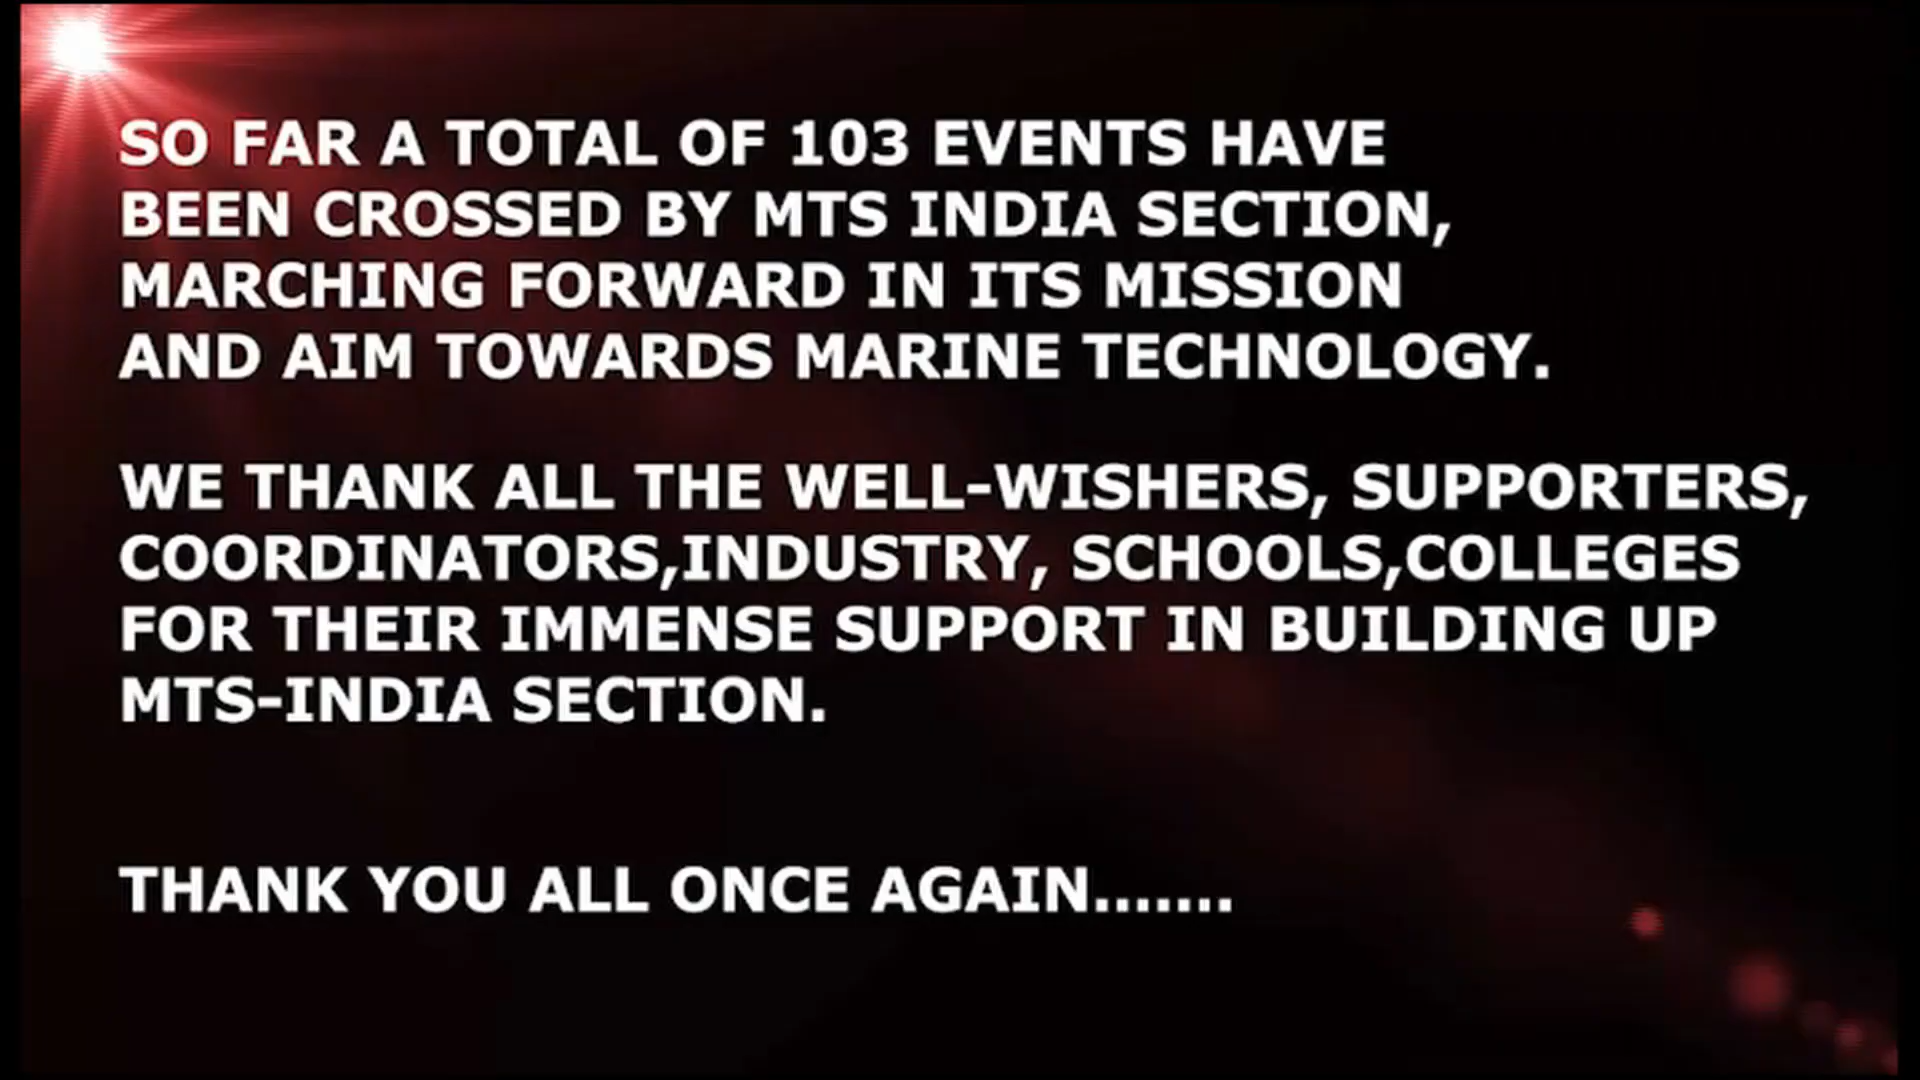 SO FAR A TOTAL OF 103 EVENTS HAVE
BEEN CROSSED BY MTS INDIA SECTION,
MARCHING FORWARD IN ITS MISSION
AND AIM TOWARDS MARINE TECHNOLOGY.
WE THANK ALL THE WELL-WISHERS, SUPPORTERS,
COORDINATORS,INDUSTRY, SCHOOLS,COLLEGES
FOR THEIR IMMENSE SUPPORT IN BUILDING UP
MTS-INDIA SECTION.
THANK YOU ALL ONCE AGAIN.......